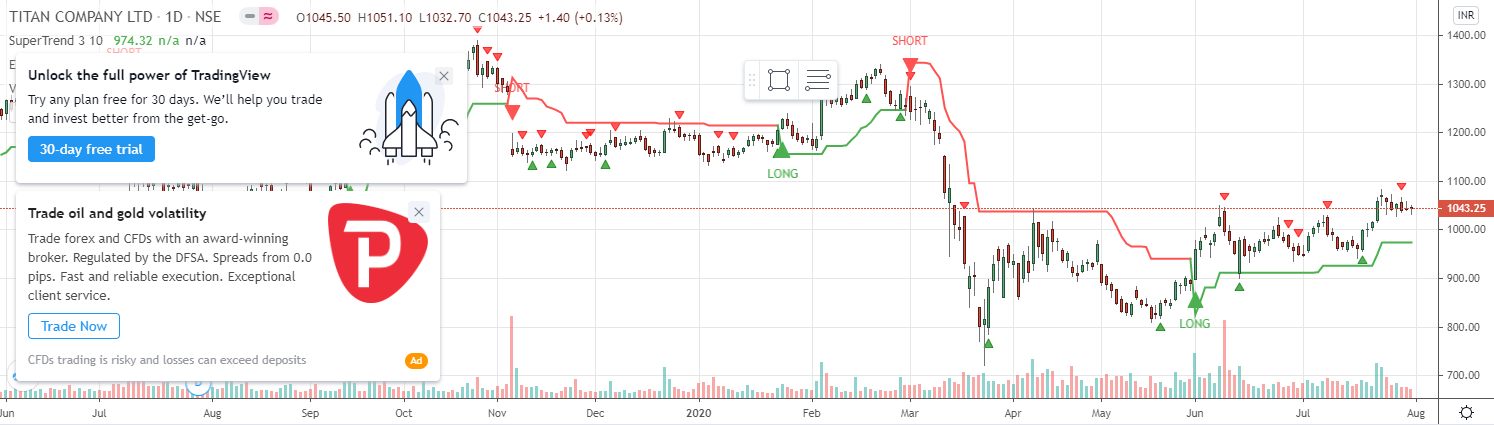 TITAN COMPANY LTD · 1D · NSE O1045.50 H1051.10 L1032.70 C1043.25 +1.40 (+0.13%) INR
SuperTrend 3 10 974.32 n/a n/a
SHORT
E
V
Unlock the full power of TradingView
Try any plan free for 30 days. We'll help you trade
and invest better from the get-go.
30-day free trial
Trade oil and gold volatility
Trade forex and CFDs with an award-winning
broker. Regulated by the DFSA. Spreads from 0.0
pips. Fast and reliable execution. Exceptional
client service.
Trade Now
CFDs trading is risky and losses can exceed deposits Ad
P
SHORT
LONG
SHORT
LONG
1400.00
1300.00
1200.00
1100.00
1043.25
1000.00
900.00
800.00
700.00
Jun Jul Aug Sep Oct Nov Dec 2020 Feb Mar Apr May Jun Jul Aug